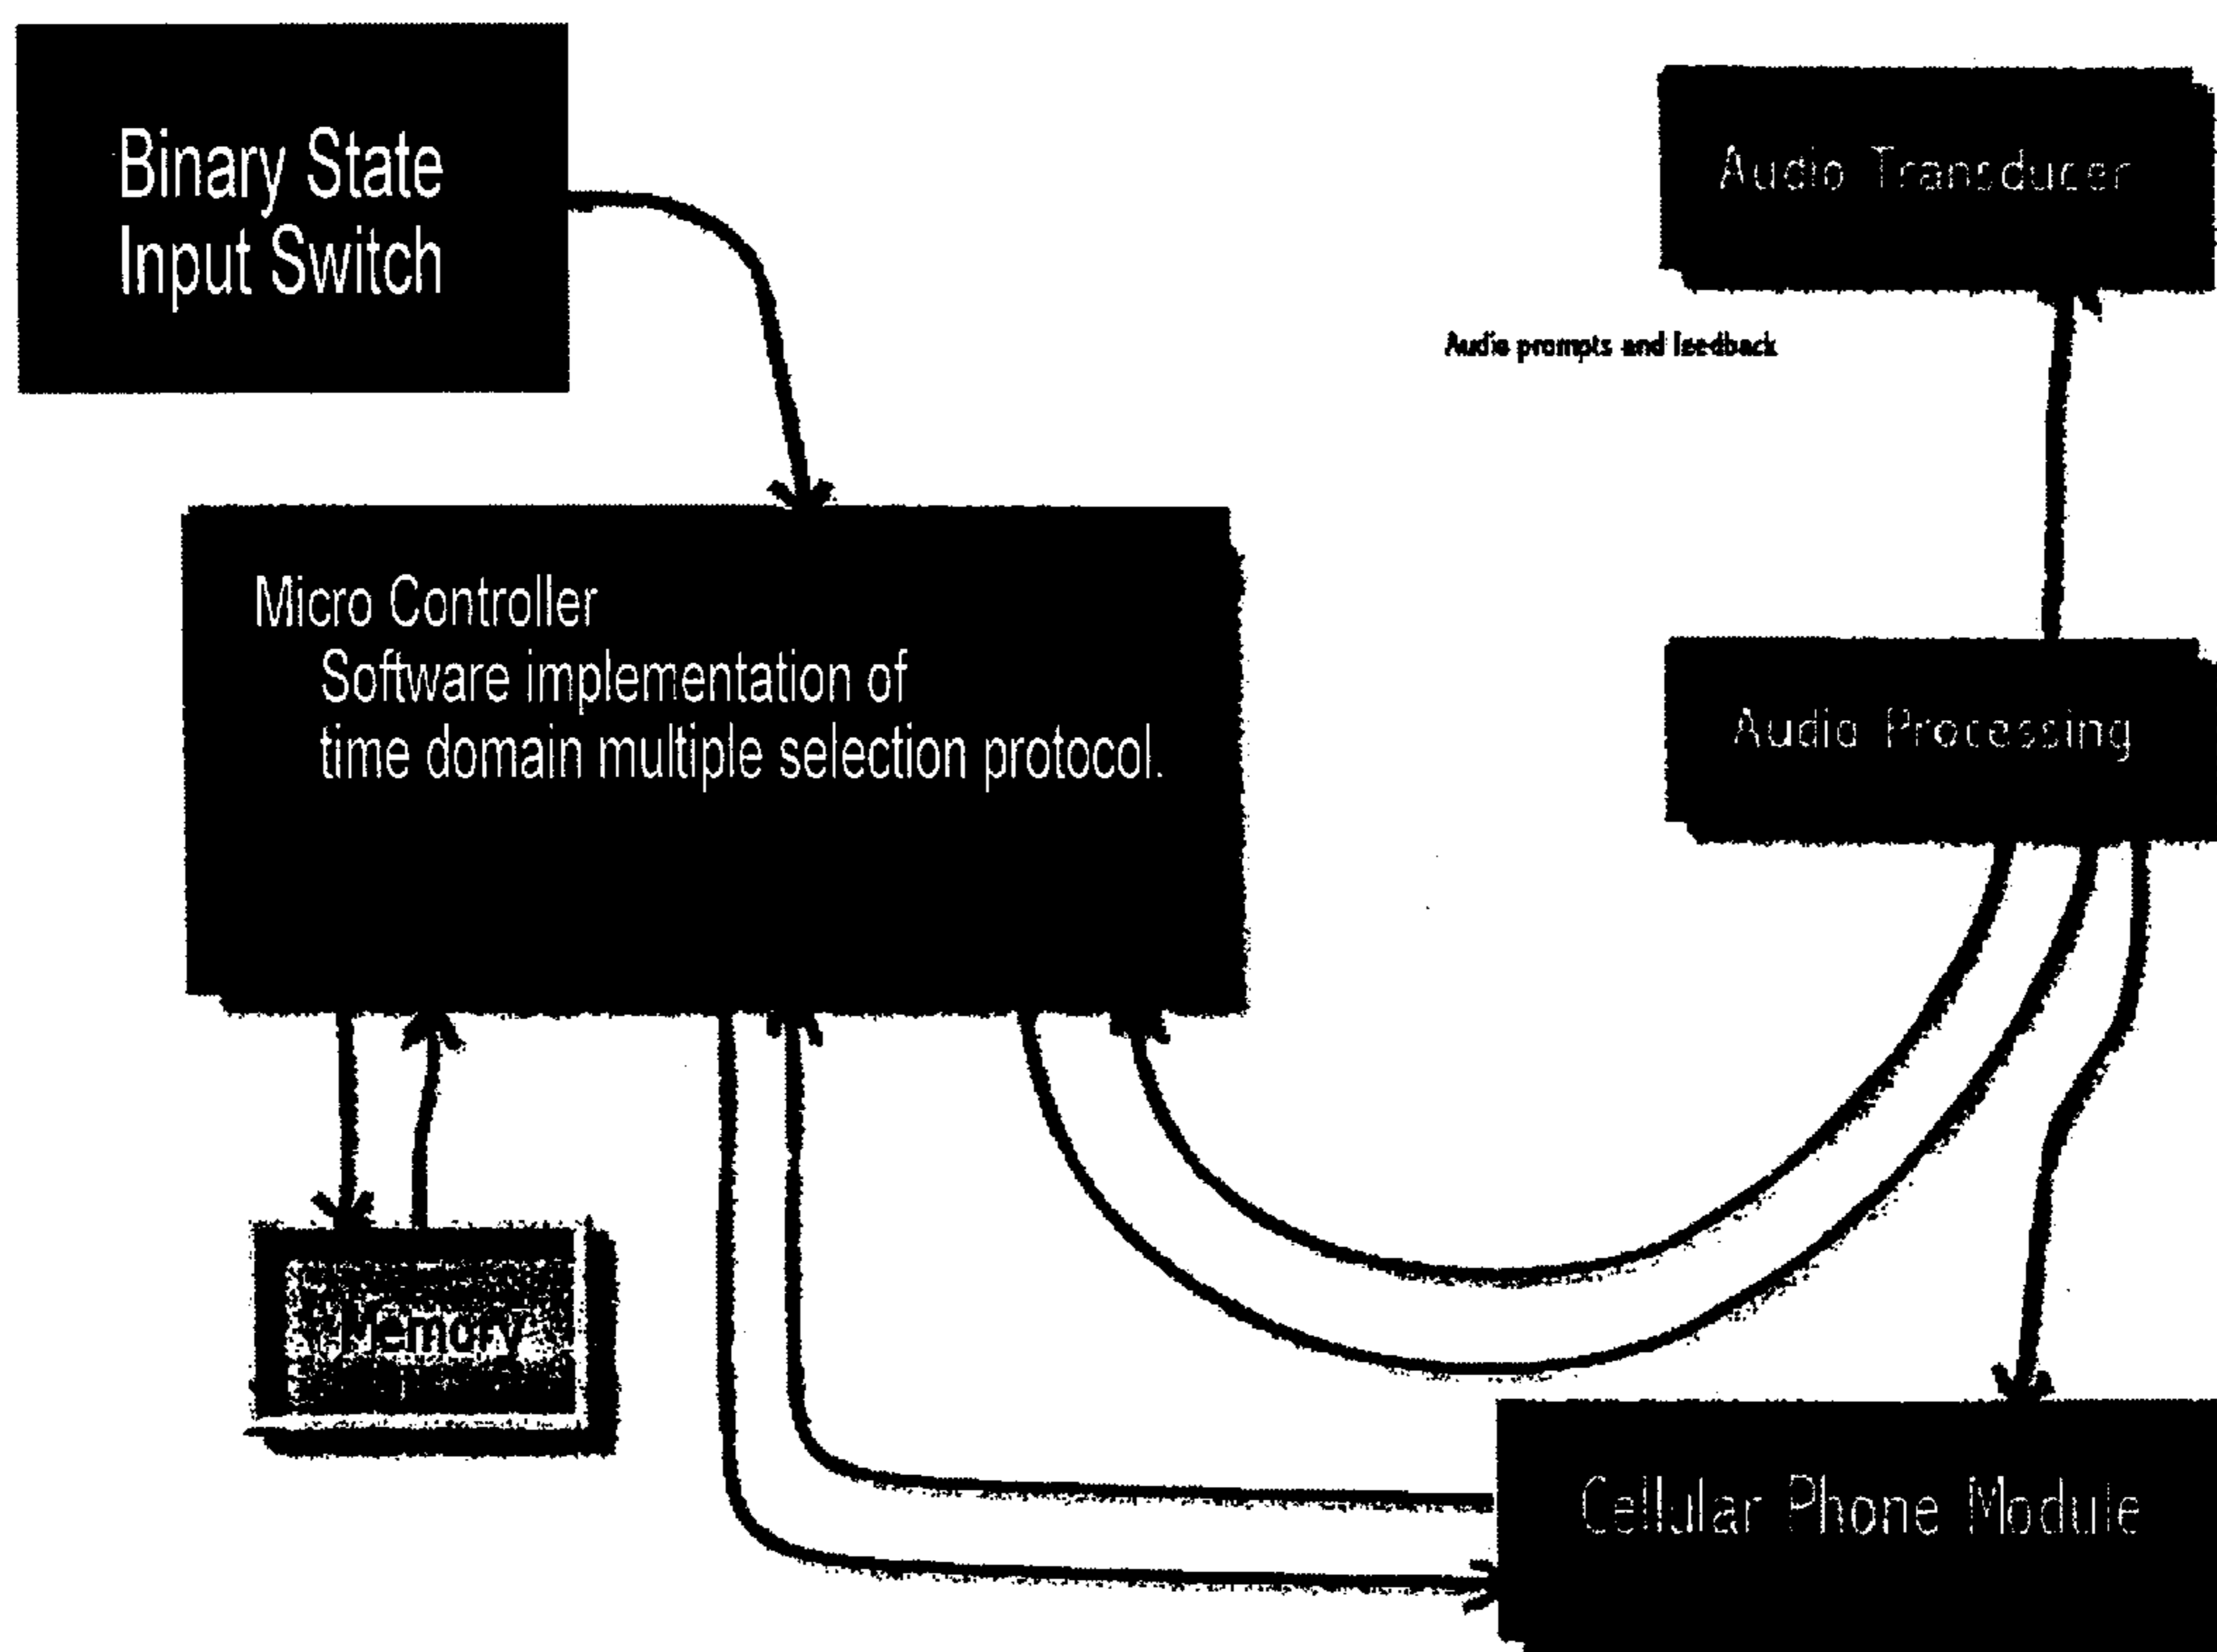 Binary State
Input Switch
Audio Transducer
Audio prompts and feedback
Micro Controller
Software implementation of
time domain multiple selection protocol.
Audio Processing
Memory
Cellular Phone Module